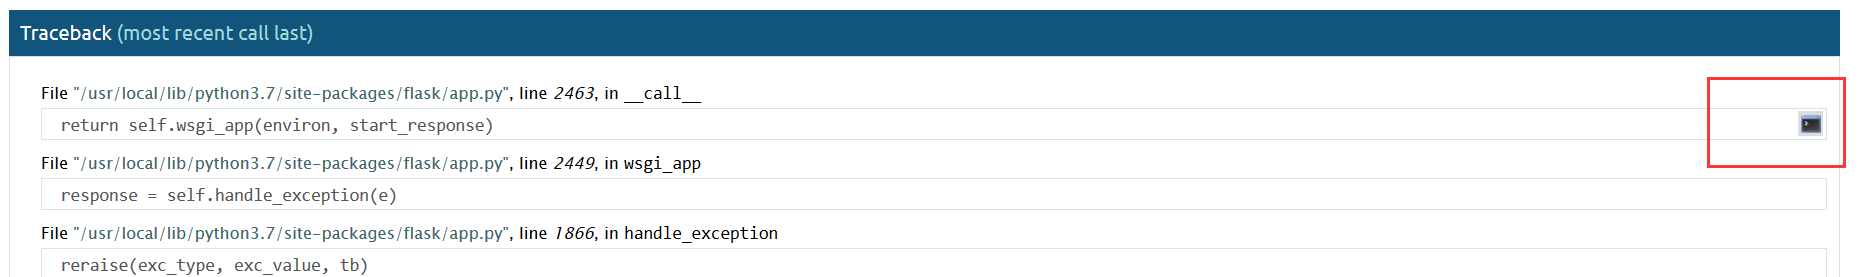 Traceback (most recent call last)
File "/usr/local/lib/python3.7/site-packages/flask/app.py", line 2463, in __call__
return self.wsgi_app(environ, start_response)
File "/usr/local/lib/python3.7/site-packages/flask/app.py", line 2449, in wsgi_app
response = self.handle_exception(e)
File "/usr/local/lib/python3.7/site-packages/flask/app.py", line 1866, in handle_exception
reraise(exc_type, exc_value, tb)